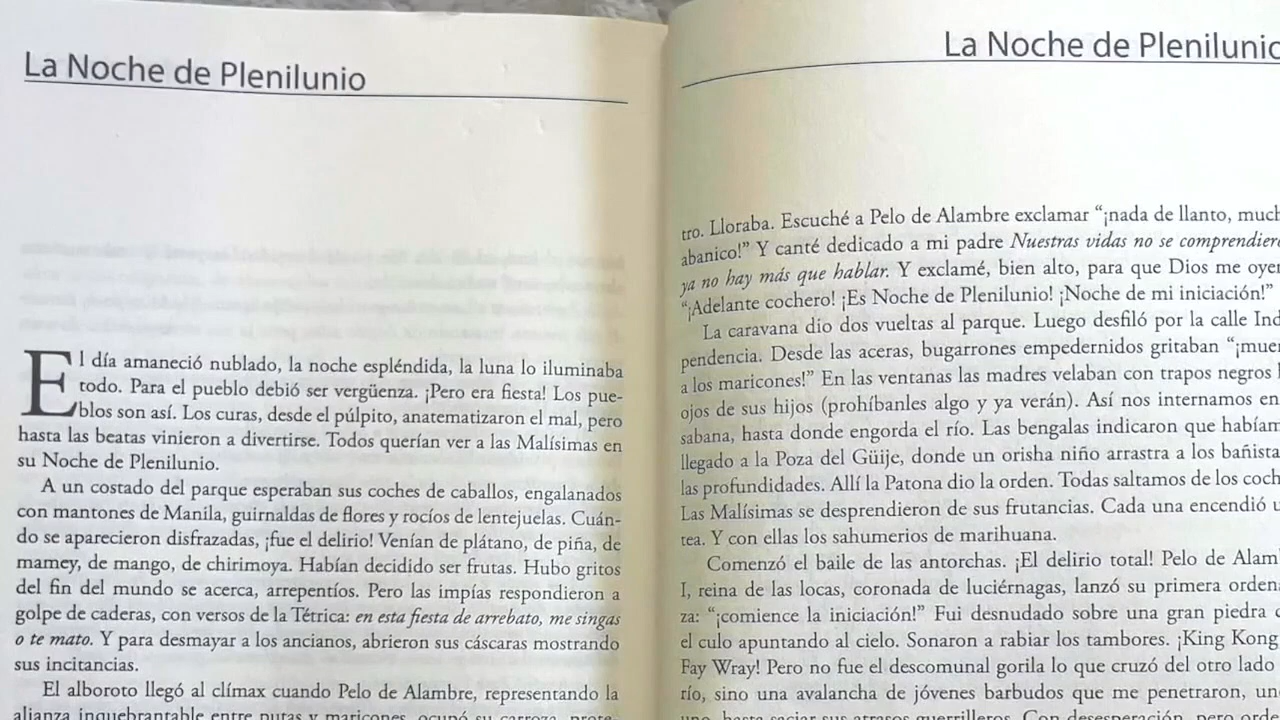 La Noche de Plenilunio
El día amaneció nublado, la noche espléndida, la luna lo iluminaba
todo. Para el pueblo debió ser vergüenza. ¡Pero era fiesta! Los pue-
blos son así. Los curas, desde el púlpito, anatematizaron el mal, pero
hasta las beatas vinieron a divertirse. Todos querían ver a las Malísimas en
su Noche de Plenilunio.
A un costado del parque esperaban sus coches de caballos, engalanados
con mantones de Manila, guirnaldas de flores y rocíos de lentejuelas. Cuán-
do se aparecieron disfrazadas, ¡fue el delirio! Venían de plátano, de piña, de
mamey, de mango, de chirimoya. Habían decidido ser frutas. Hubo gritos
del fin del mundo se acerca, arrepentíos. Pero las impías respondieron a
golpe de caderas, con versos de la Tétrica: en esta fiesta de arrebato, me singas
o te mato. Y para desmayar a los ancianos, abrieron sus cáscaras mostrando
sus incitancias.
El alboroto llegó al clímax cuando Pelo de Alambre, representando la
alianza inquebrantable entre putas y maricones, ocupó su carroza, prote-
La Noche de Plenilunio
tro. Lloraba. Escuché a Pelo de Alambre exclamar “¡nada de llanto, much
abanico!” Y canté dedicado a mi padre Nuestras vidas no se comprendier
ya no hay más que hablar. Y exclamé, bien alto, para que Dios me oyer
“¡Adelante cochero! ¡Es Noche de Plenilunio! ¡Noche de mi iniciación!”
La caravana dio dos vueltas al parque. Luego desfiló por la calle Ind
pendencia. Desde las aceras, bugarrones empedernidos gritaban “¡muer
a los maricones!” En las ventanas las madres velaban con trapos negros l
ojos de sus hijos (prohíbanles algo y ya verán). Así nos internamos en
sabana, hasta donde engorda el río. Las bengalas indicaron que habíam
llegado a la Poza del Güije, donde un orisha niño arrastra a los bañista
las profundidades. Allí la Patona dio la orden. Todas saltamos de los coch
Las Malísimas se desprendieron de sus frutancias. Cada una encendió u
tea. Y con ellas los sahumerios de marihuana.
Comenzó el baile de las antorchas. ¡El delirio total! Pelo de Alam
I, reina de las locas, coronada de luciérnagas, lanzó su primera orden
za: “¡comience la iniciación!” Fui desnudado sobre una gran piedra c
el culo apuntando al cielo. Sonaron a rabiar los tambores. ¡King Kong
Fay Wray! Pero no fue el descomunal gorila lo que cruzó del otro lado
río, sino una avalancha de jóvenes barbudos que me penetraron, un
uno, hasta saciar sus atrasos guerrilleros. Con desesperación, pero orde